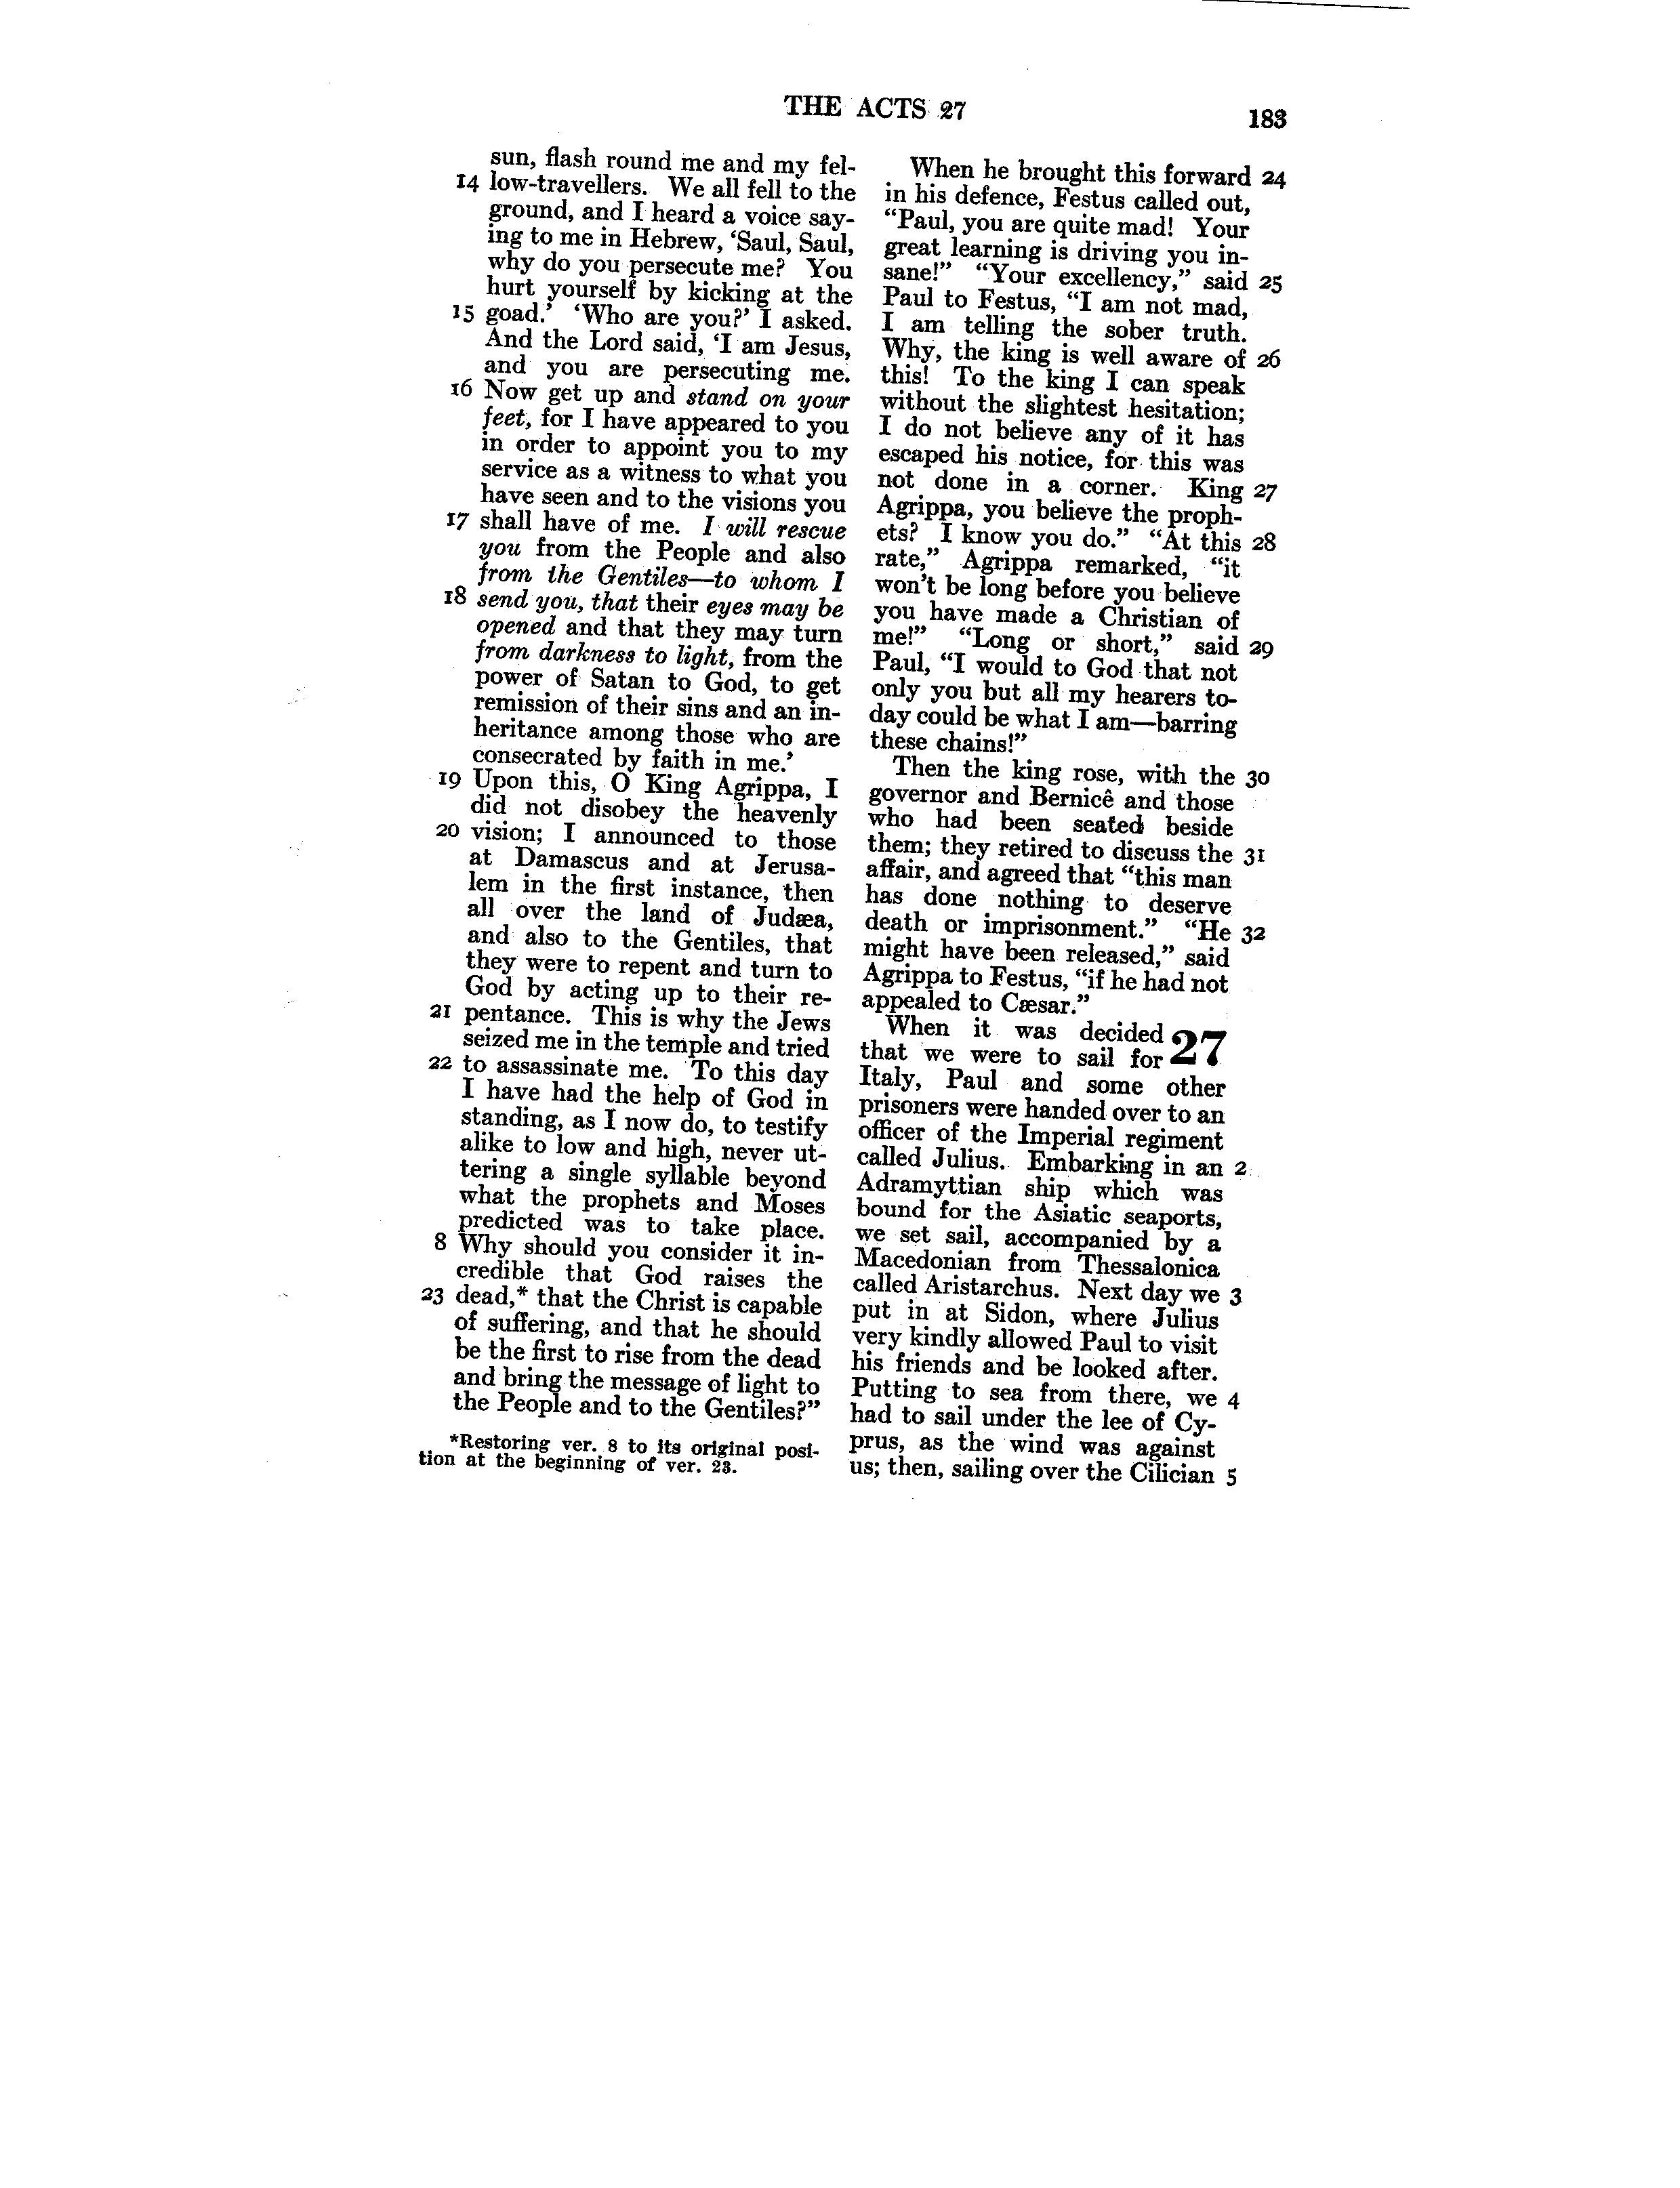 THE ACTS 27
183
sun, flash round me and my fel-
14 low-travellers. We all fell to the
ground, and I heard a voice say-
ing to me in Hebrew, ‘Saul, Saul,
why do you persecute me? You
hurt yourself by kicking at the
15 goad.’ ‘Who are you?’ I asked.
And the Lord said, ‘I am Jesus,
and you are persecuting me.
16 Now get up and stand on your
feet, for I have appeared to you
in order to appoint you to my
service as a witness to what you
have seen and to the visions you
17 shall have of me. I will rescue
you from the People and also
from the Gentiles—to whom I
18 send you, that their eyes may be
opened and that they may turn
from darkness to light, from the
power of Satan to God, to get
remission of their sins and an in-
heritance among those who are
consecrated by faith in me.’
19 Upon this, O King Agrippa, I
did not disobey the heavenly
20 vision; I announced to those
at Damascus and at Jerusa-
lem in the first instance, then
all over the land of Judæa,
and also to the Gentiles, that
they were to repent and turn to
God by acting up to their re-
21 pentance. This is why the Jews
seized me in the temple and tried
22 to assassinate me. To this day
I have had the help of God in
standing, as I now do, to testify
alike to low and high, never ut-
tering a single syllable beyond
what the prophets and Moses
predicted was to take place.
8 Why should you consider it in-
credible that God raises the
23 dead,* that the Christ is capable
of suffering, and that he should
be the first to rise from the dead
and bring the message of light to
the People and to the Gentiles?”
*Restoring ver. 8 to its original posi-
tion at the beginning of ver. 23.
When he brought this forward 24
in his defence, Festus called out,
“Paul, you are quite mad! Your
great learning is driving you in-
sane!” “Your excellency,” said 25
Paul to Festus, “I am not mad,
I am telling the sober truth.
Why, the king is well aware of 26
this! To the king I can speak
without the slightest hesitation;
I do not believe any of it has
escaped his notice, for this was
not done in a corner. King 27
Agrippa, you believe the proph-
ets? I know you do.” “At this 28
rate,” Agrippa remarked, “it
won’t be long before you believe
you have made a Christian of
me!” “Long or short,” said 29
Paul, “I would to God that not
only you but all my hearers to-
day could be what I am—barring
these chains!”
Then the king rose, with the 30
governor and Bernicê and those
who had been seated beside
them; they retired to discuss the 31
affair, and agreed that “this man
has done nothing to deserve
death or imprisonment.” “He 32
might have been released,” said
Agrippa to Festus, “if he had not
appealed to Cæsar.”
When it was decided 27
that we were to sail for
Italy, Paul and some other
prisoners were handed over to an
officer of the Imperial regiment
called Julius. Embarking in an 2
Adramyttian ship which was
bound for the Asiatic seaports,
we set sail, accompanied by a
Macedonian from Thessalonica
called Aristarchus. Next day we 3
put in at Sidon, where Julius
very kindly allowed Paul to visit
his friends and be looked after.
Putting to sea from there, we 4
had to sail under the lee of Cy-
prus, as the wind was against
us; then, sailing over the Cilician 5